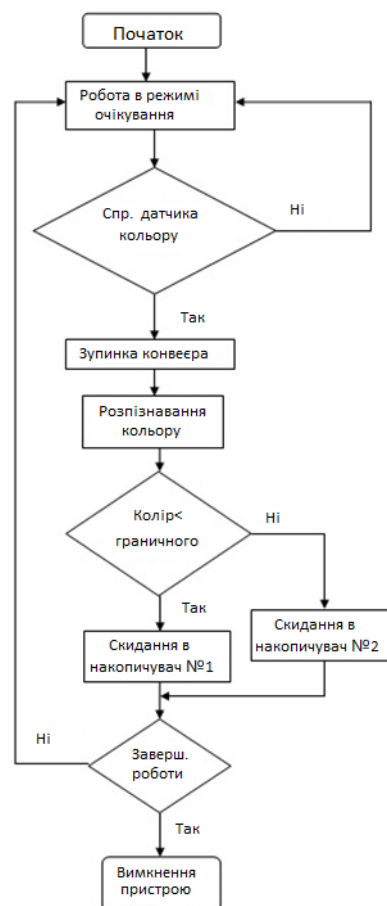 Початок
Робота в режимі
очікування
Спр. датчика
кольору
Ні
Так
Зупинка конвеєра
Розпізнавання
кольору
Колір<
граничного
Ні
Так
Скидання в
накопичувач №1
Скидання в
накопичувач №2
Заверш.
роботи
Ні
Так
Вимкнення
пристрою